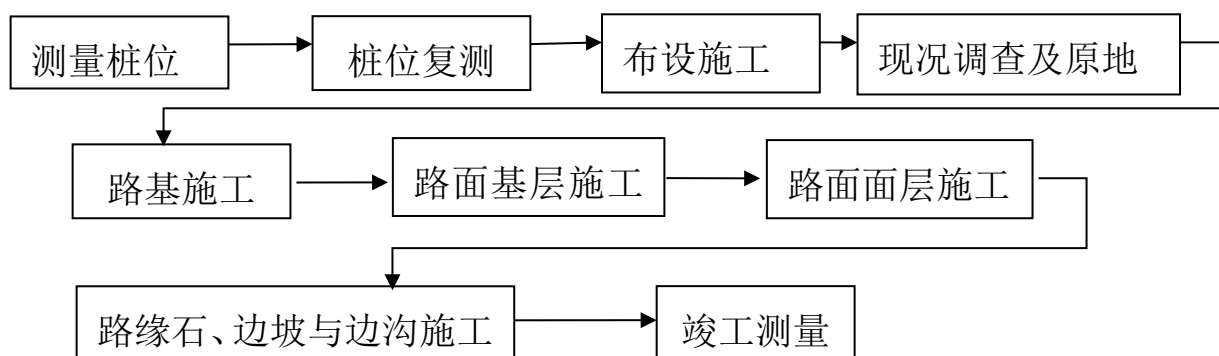 测量桩位
桩位复测
布设施工
现况调查及原地
路基施工
路面基层施工
路面面层施工
路缘石、边坡与边沟施工
竣工测量